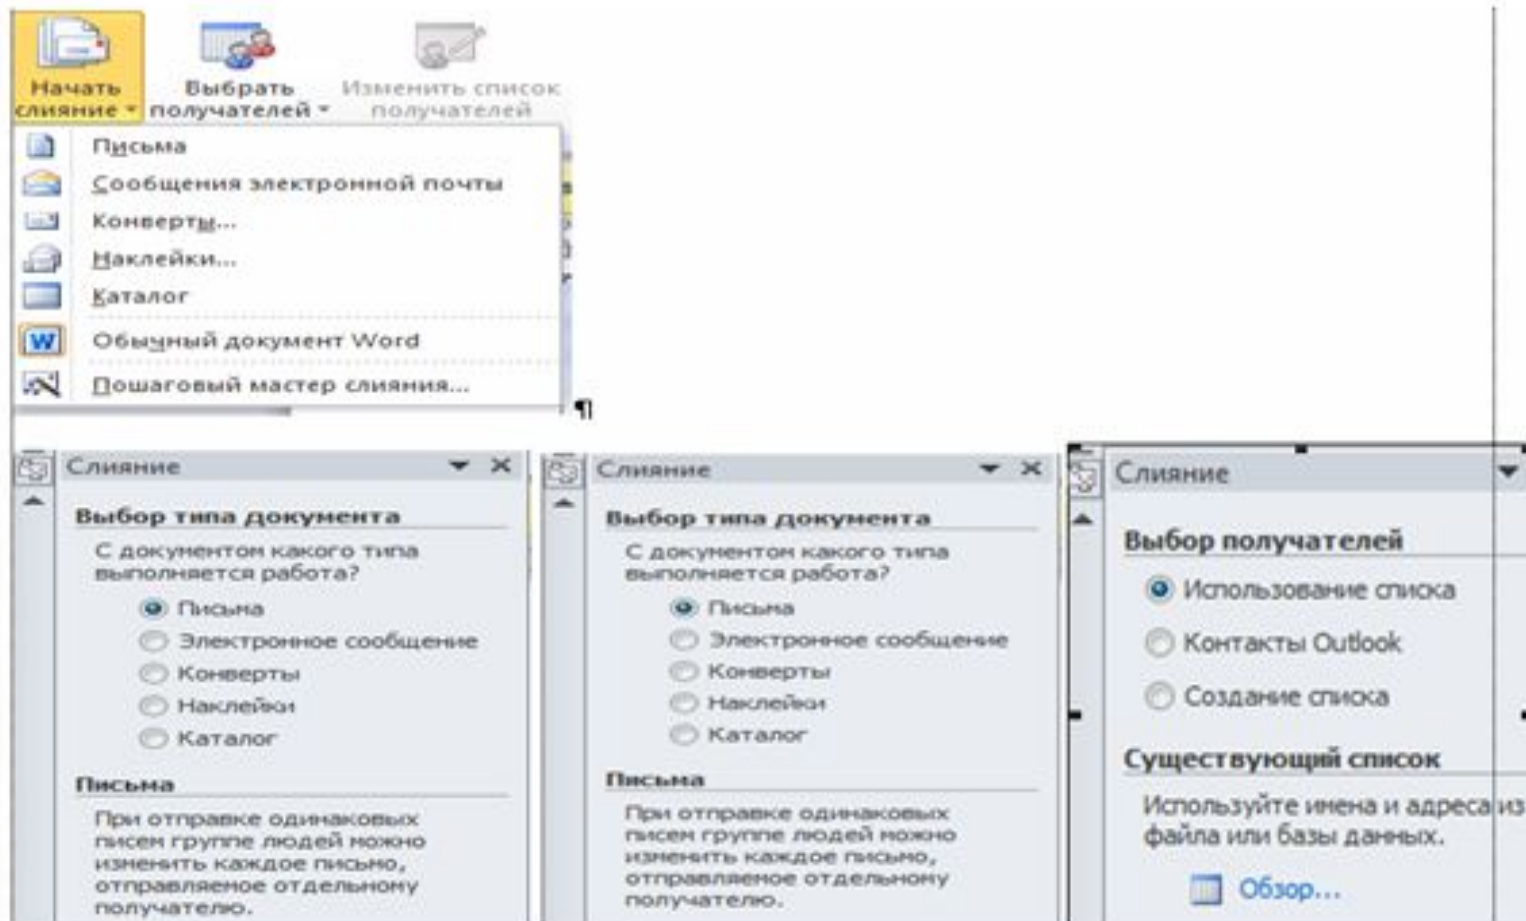 Начать
слияние
Выбрать
получателей
Изменить список
получателей
Письма
Сообщения электронной почты
Конверты...
Наклейки...
Каталог
Обычный документ Word
Пошаговый мастер слияния...
¶
Слияние
Выбор типа документа
С документом какого типа
выполняется работа?
Письма
Электронное сообщение
Конверты
Наклейки
Каталог
Письма
При отправке одинаковых
писем группе людей можно
изменить каждое письмо,
отправляемое отдельному
получателю.
Слияние
Выбор типа документа
С документом какого типа
выполняется работа?
Письма
Электронное сообщение
Конверты
Наклейки
Каталог
Письма
При отправке одинаковых
писем группе людей можно
изменить каждое письмо,
отправляемое отдельному
получателю.
Слияние
Выбор получателей
Использование списка
Контакты Outlook
Создание списка
Существующий список
Используйте имена и адреса из
файла или базы данных.
Обзор...